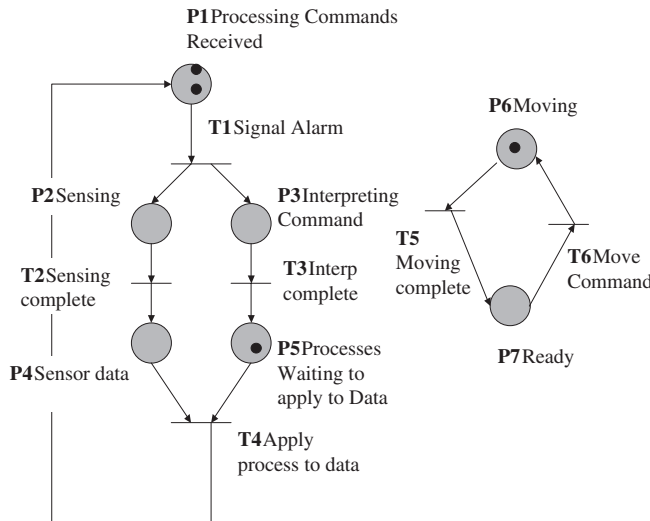 P1Processing Commands
Received
T1Signal Alarm
P2Sensing
P3Interpreting
Command
T2Sensing
complete
T3Interp
complete
P4Sensor data
P5Processes
Waiting to
apply to Data
T4Apply
process to data
P6Moving
T5
Moving
complete
T6Move
Command
P7Ready